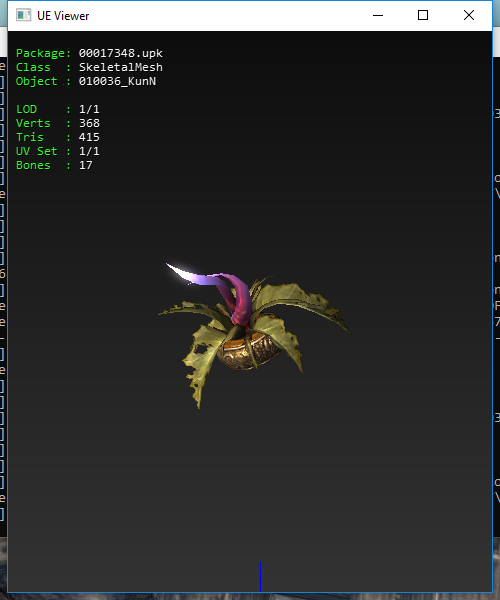 UE Viewer
Package: 00017348.upk
Class : SkeletalMesh
Object : 010036_KunN
LOD : 1/1
Verts : 368
Tris : 415
UV Set : 1/1
Bones : 17